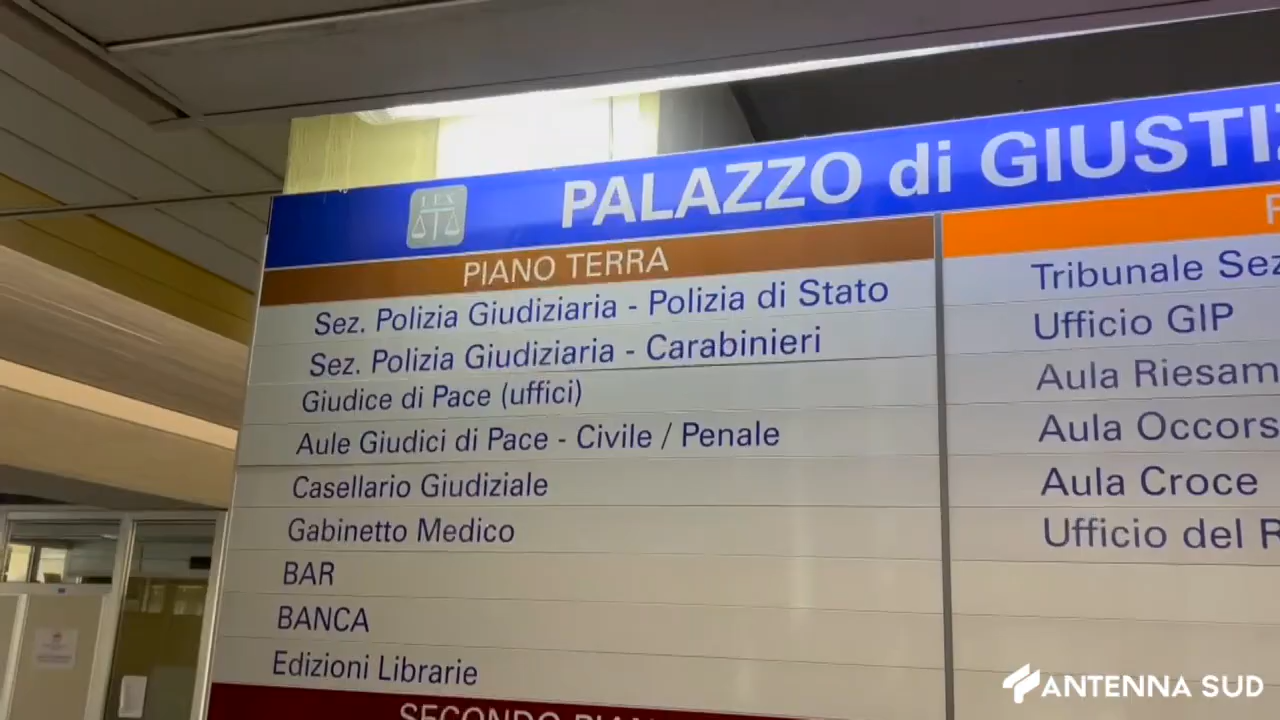 LEX
PALAZZO di GIUSTIZ
PIANO TERRA
Sez. Polizia Giudiziaria - Polizia di Stato
Sez. Polizia Giudiziaria - Carabinieri
Giudice di Pace (uffici)
Aule Giudici di Pace - Civile / Penale
Casellario Giudiziale
Gabinetto Medico
BAR
BANCA
Edizioni Librarie
SECONDO PIAN
Tribunale Sez
Ufficio GIP
Aula Riesam
Aula Occors
Aula Croce
Ufficio del R
ANTENNA SUD